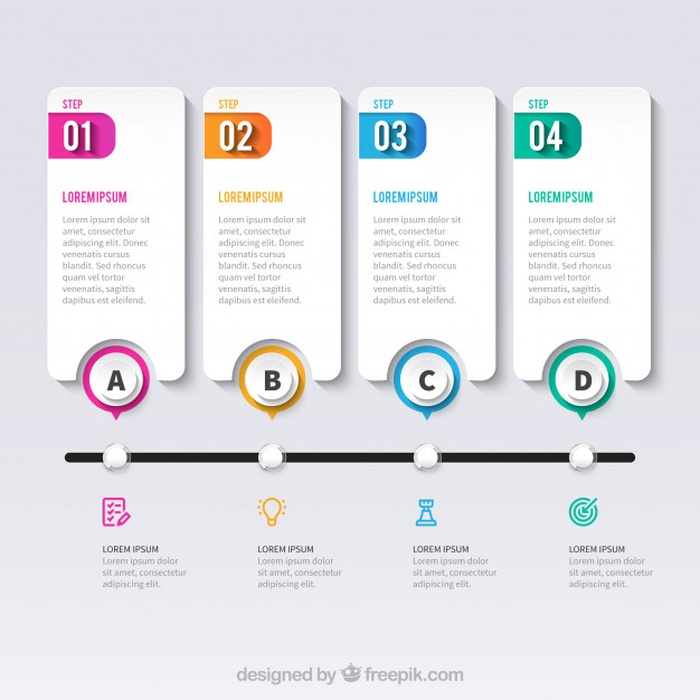 STEP
01
LOREMIPSUM
Lorem ipsum dolor sit
amet, consectetur
adipiscing elit. Donec
venenatis cursus
blandit. Sed rhoncus
quam vel tortor
venenatis, sagittis
dapibus est eleifend.
A
STEP
02
LOREMIPSUM
Lorem ipsum dolor sit
amet, consectetur
adipiscing elit. Donec
venenatis cursus
blandit. Sed rhoncus
quam vel tortor
venenatis, sagittis
dapibus est eleifend.
B
STEP
03
LOREMIPSUM
Lorem ipsum dolor sit
amet, consectetur
adipiscing elit. Donec
venenatis cursus
blandit. Sed rhoncus
quam vel tortor
venenatis, sagittis
dapibus est eleifend.
C
STEP
04
LOREMIPSUM
Lorem ipsum dolor sit
amet, consectetur
adipiscing elit. Donec
venenatis cursus
blandit. Sed rhoncus
quam vel tortor
venenatis, sagittis
dapibus est eleifend.
D
LOREM IPSUM
Lorem ipsum dolor
sit amet, consectetur
adipiscing elit.
LOREM IPSUM
Lorem ipsum dolor
sit amet, consectetur
adipiscing elit.
LOREM IPSUM
Lorem ipsum dolor
sit amet, consectetur
adipiscing elit.
LOREM IPSUM
Lorem ipsum dolor
sit amet, consectetur
adipiscing elit.
designed by freepik.com